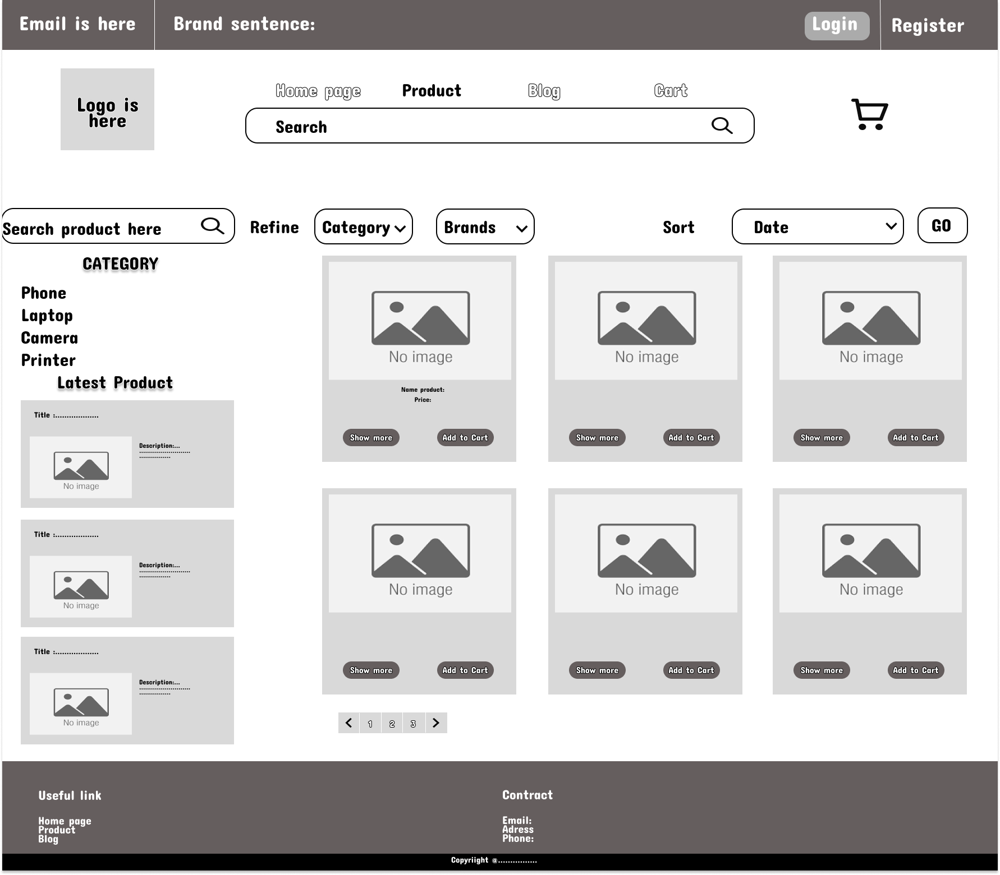 Email is here
Brand sentence:
Login
Register
Logo is
here
Home page
Product
Blog
Cart
Search
Search product here
Refine
Category
Brands
Sort
Date
GO
CATEGORY
Phone
Laptop
Camera
Printer
Latest Product
Title :...................
Description:...
..........................
................
No image
Title :...................
Description:...
..........................
................
No image
Title :...................
Description:...
..........................
................
No image
No image
Name product:
Price:
Show more
Add to Cart
No image
Show more
Add to Cart
No image
Show more
Add to Cart
No image
Show more
Add to Cart
No image
Show more
Add to Cart
No image
Show more
Add to Cart
< 1 2 3 >
Useful link
Home page
Product
Blog
Contract
Email:
Adress
Phone:
Copyriight @................